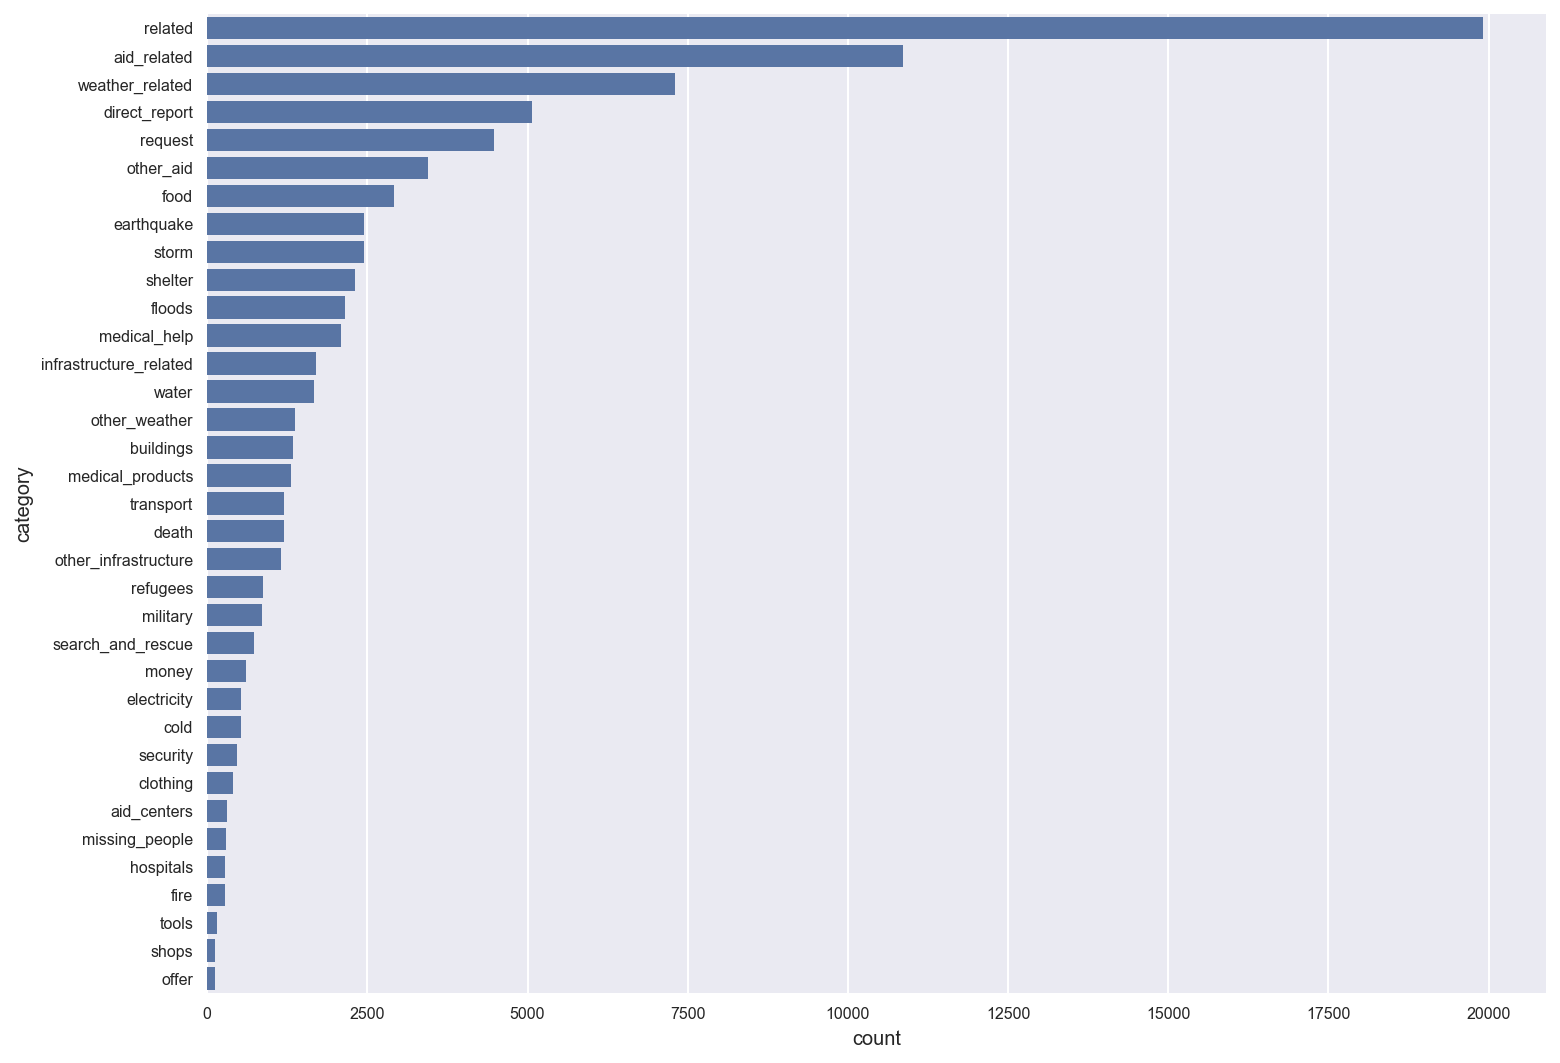 related
aid_related
weather_related
direct_report
request
other_aid
food
earthquake
storm
shelter
floods
medical_help
infrastructure_related
water
other_weather
buildings
medical_products
transport
death
other_infrastructure
refugees
military
search_and_rescue
money
electricity
cold
security
clothing
aid_centers
missing_people
hospitals
fire
tools
shops
offer
category
0 2500 5000 7500 10000 12500 15000 17500 20000
count